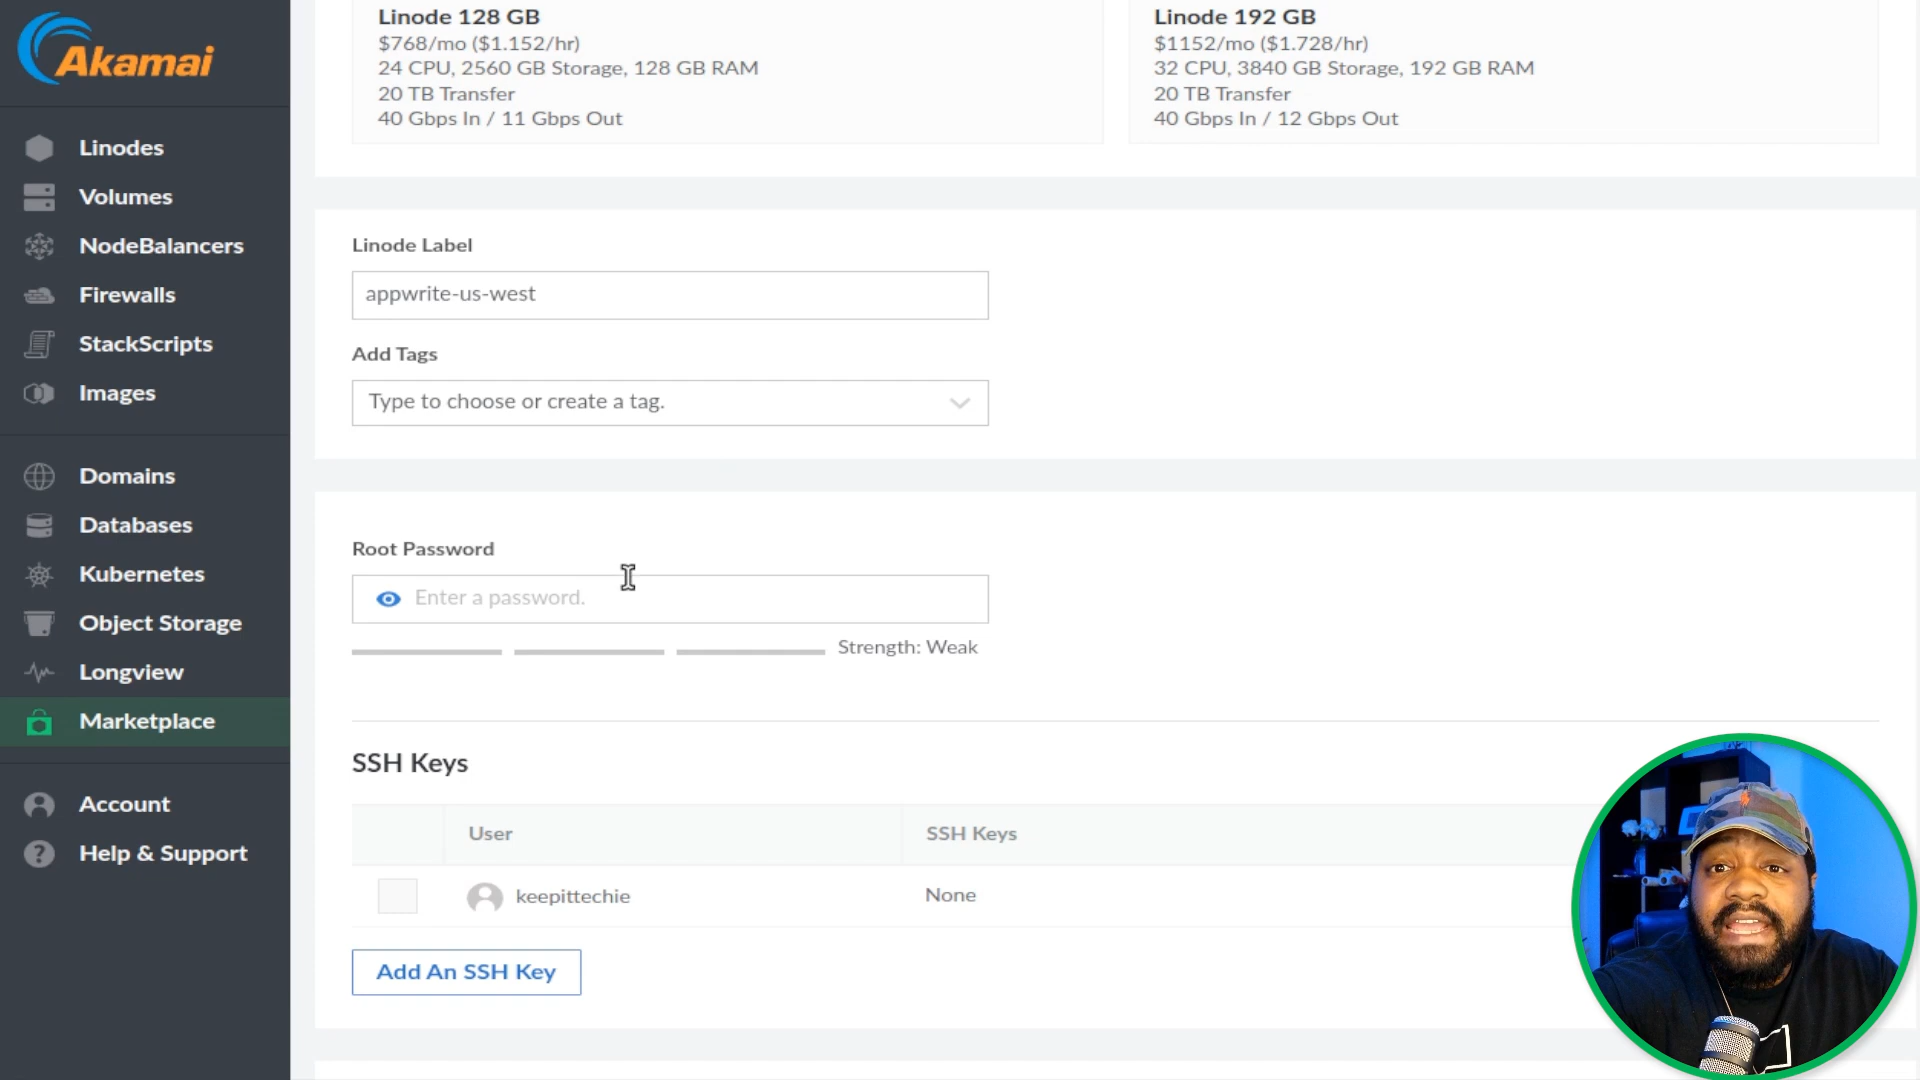 Akamai
Linodes
Volumes
NodeBalancers
Firewalls
StackScripts
Images
Domains
Databases
Kubernetes
Object Storage
Longview
Marketplace
Account
Help & Support
Linode 128 GB
$768/mo ($1.152/hr)
24 CPU, 2560 GB Storage, 128 GB RAM
20 TB Transfer
40 Gbps In / 11 Gbps Out
Linode 192 GB
$1152/mo ($1.728/hr)
32 CPU, 3840 GB Storage, 192 GB RAM
20 TB Transfer
40 Gbps In / 12 Gbps Out
Linode Label
appwrite-us-west
Add Tags
Type to choose or create a tag.
Root Password
Enter a password.
Strength: Weak
SSH Keys
User
SSH Keys
keepittechie
None
Add An SSH Key